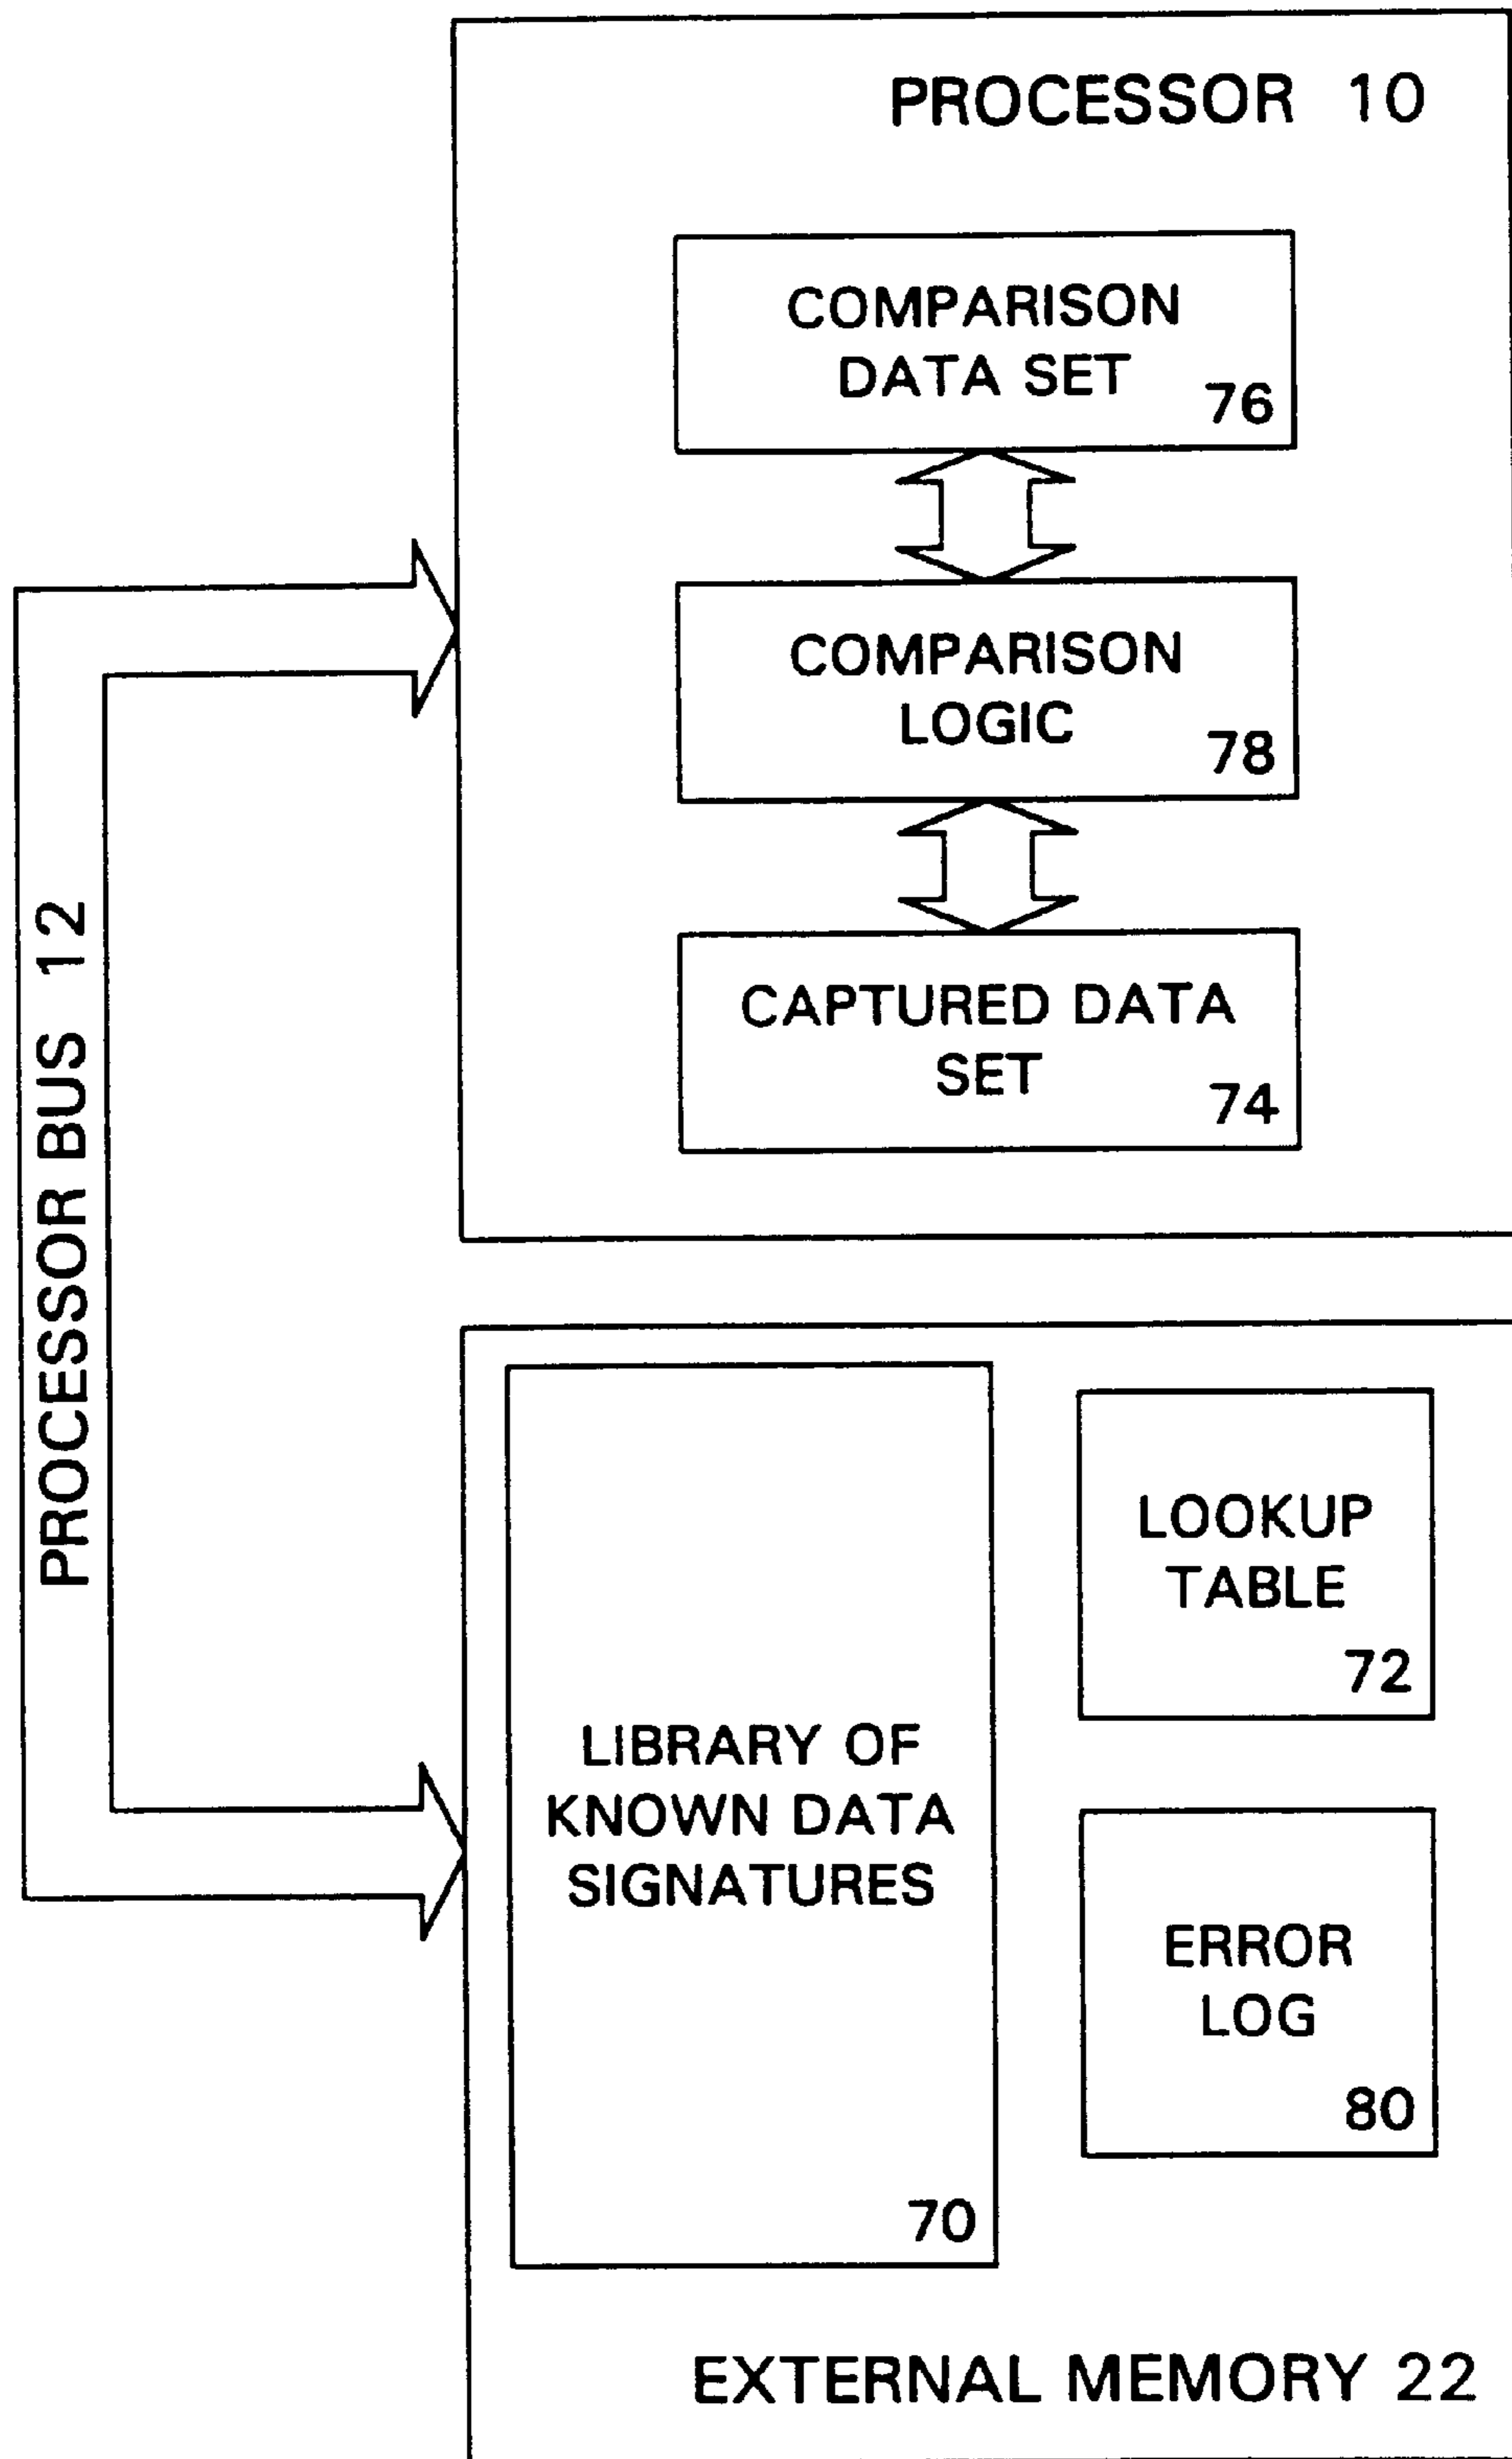 PROCESSOR 10
COMPARISON
DATA SET
76
COMPARISON
LOGIC
78
CAPTURED DATA
SET
74
PROCESSOR BUS 12
LOOKUP
TABLE
72
LIBRARY OF
KNOWN DATA
SIGNATURES
70
ERROR
LOG
80
EXTERNAL MEMORY 22